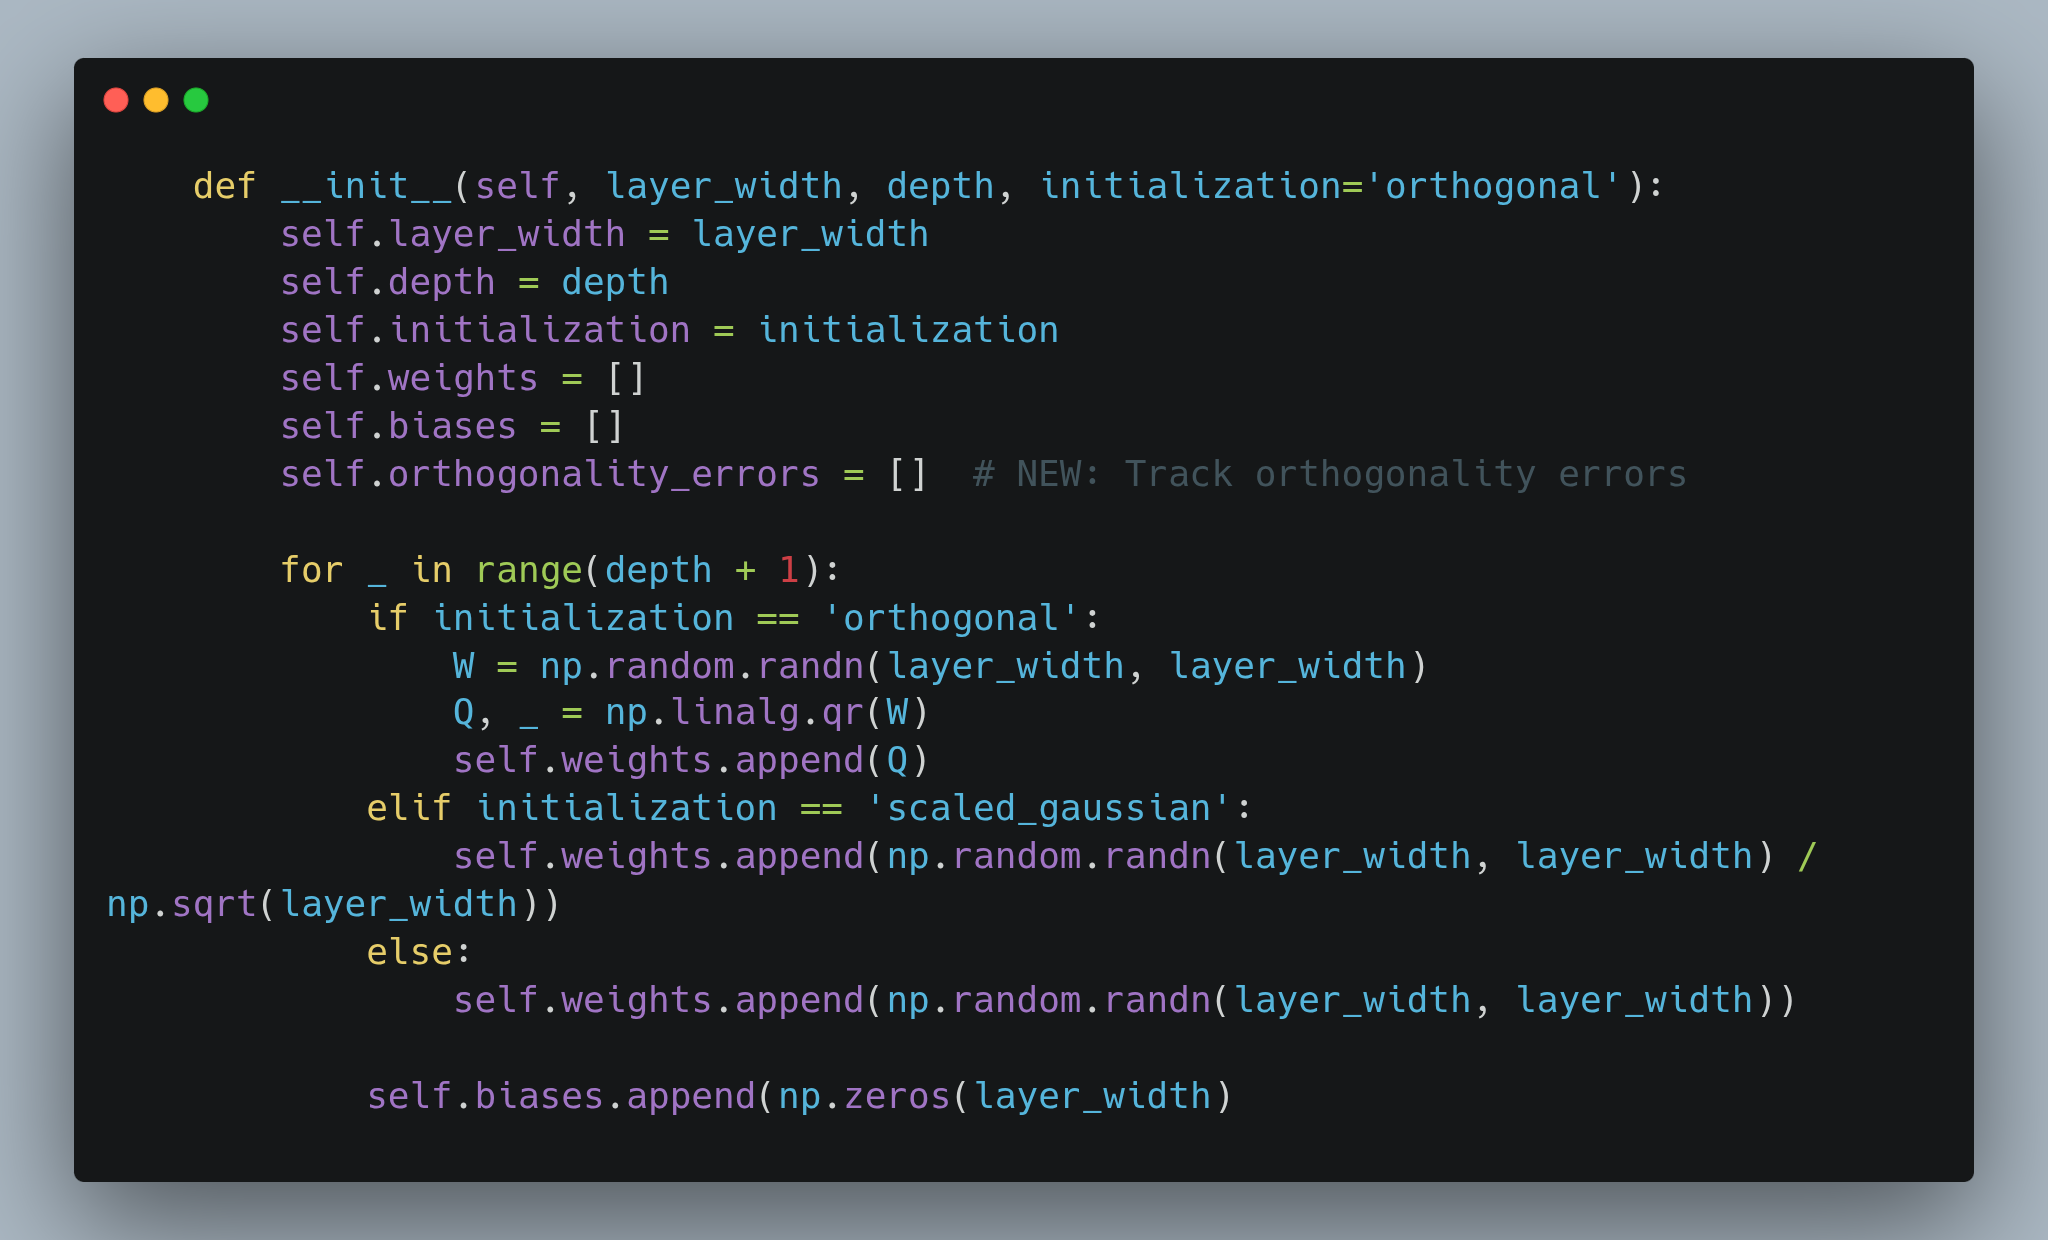 def __init__(self, layer_width, depth, initialization='orthogonal'):
        self.layer_width = layer_width
        self.depth = depth
        self.initialization = initialization
        self.weights = []
        self.biases = []
        self.orthogonality_errors = []  # NEW: Track orthogonality errors

        for _ in range(depth + 1):
            if initialization == 'orthogonal':
                W = np.random.randn(layer_width, layer_width)
                Q, _ = np.linalg.qr(W)
                self.weights.append(Q)
            elif initialization == 'scaled_gaussian':
                self.weights.append(np.random.randn(layer_width, layer_width) /
np.sqrt(layer_width))
            else:
                self.weights.append(np.random.randn(layer_width, layer_width))

            self.biases.append(np.zeros(layer_width)